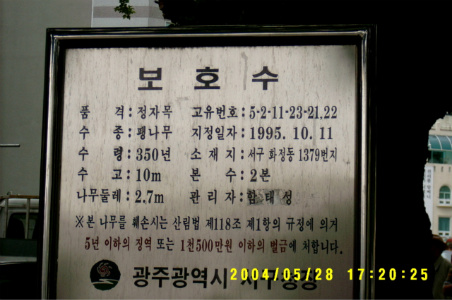 보 호 수
품 격 : 정자목 고유번호 : 5-2-11-23-21,22
수 종 : 팽나무 지정일자 : 1995. 10. 11
수 령 : 350년 소 재 지 : 서구 화정동 1379번지
수 고 : 10m 본 수 : 2본
나무둘레 : 2.7m 관 리 자 : 태성
※ 본 나무를 훼손시는 산림법 제118조 제1항의 규정에 의거
5년 이하의 징역 또는 1천500만원 이하의 벌금에 처합니다.
광주광역시
2004/05/28 17:20:25